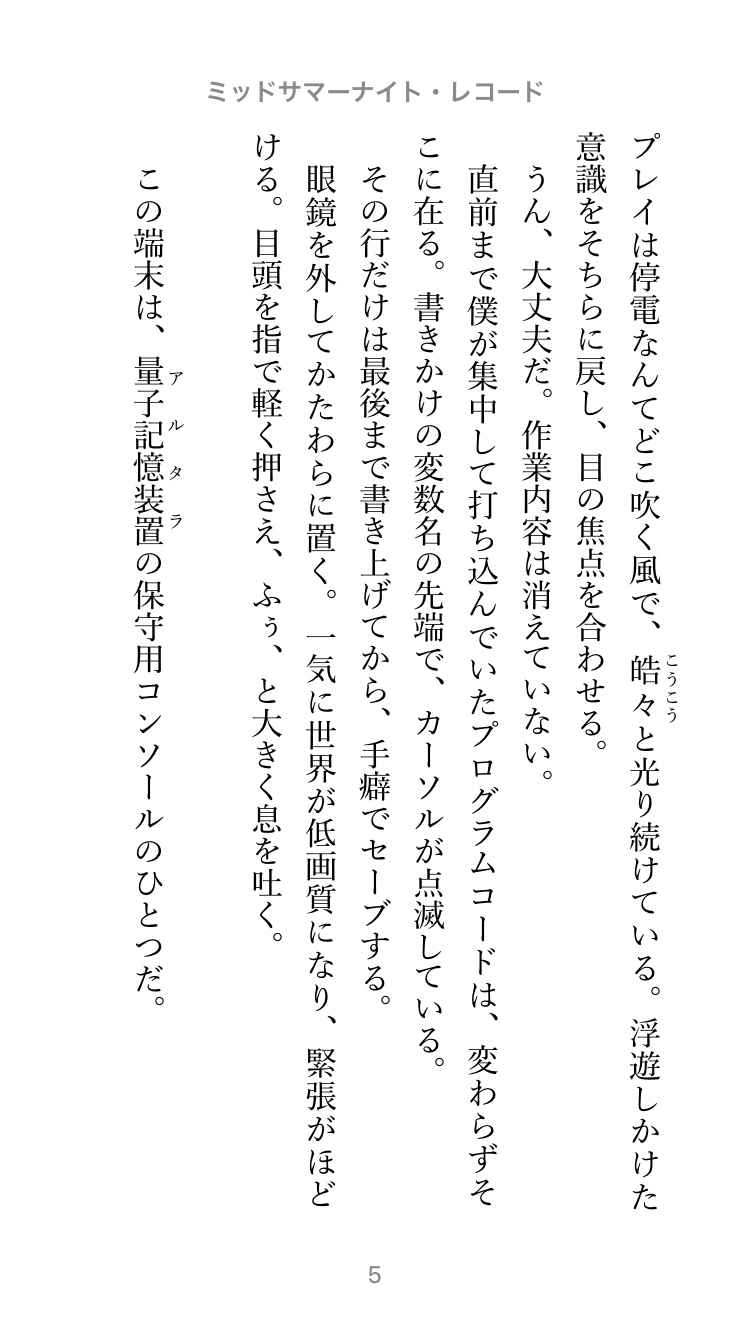 ミッドサマーナイト・レコード
プレイは停電なんてどこ吹く風で、皓々と光り続けている。浮遊しかけた
こうこう
意識をそちらに戻し、目の焦点を合わせる。
うん、大丈夫だ。作業内容は消えていない。
直前まで僕が集中して打ち込んでいたプログラムコードは、変わらずそ
こに在る。書きかけの変数名の先端で、カーソルが点滅している。
その行だけは最後まで書き上げてから、手癖でセーブする。
眼鏡を外してかたわらに置く。一気に世界が低画質になり、緊張がほど
ける。目頭を指で軽く押さえ、ふぅ、と大きく息を吐く。
この端末は、量子記憶装置の保守用コンソールのひとつだ。
アルタラ
5